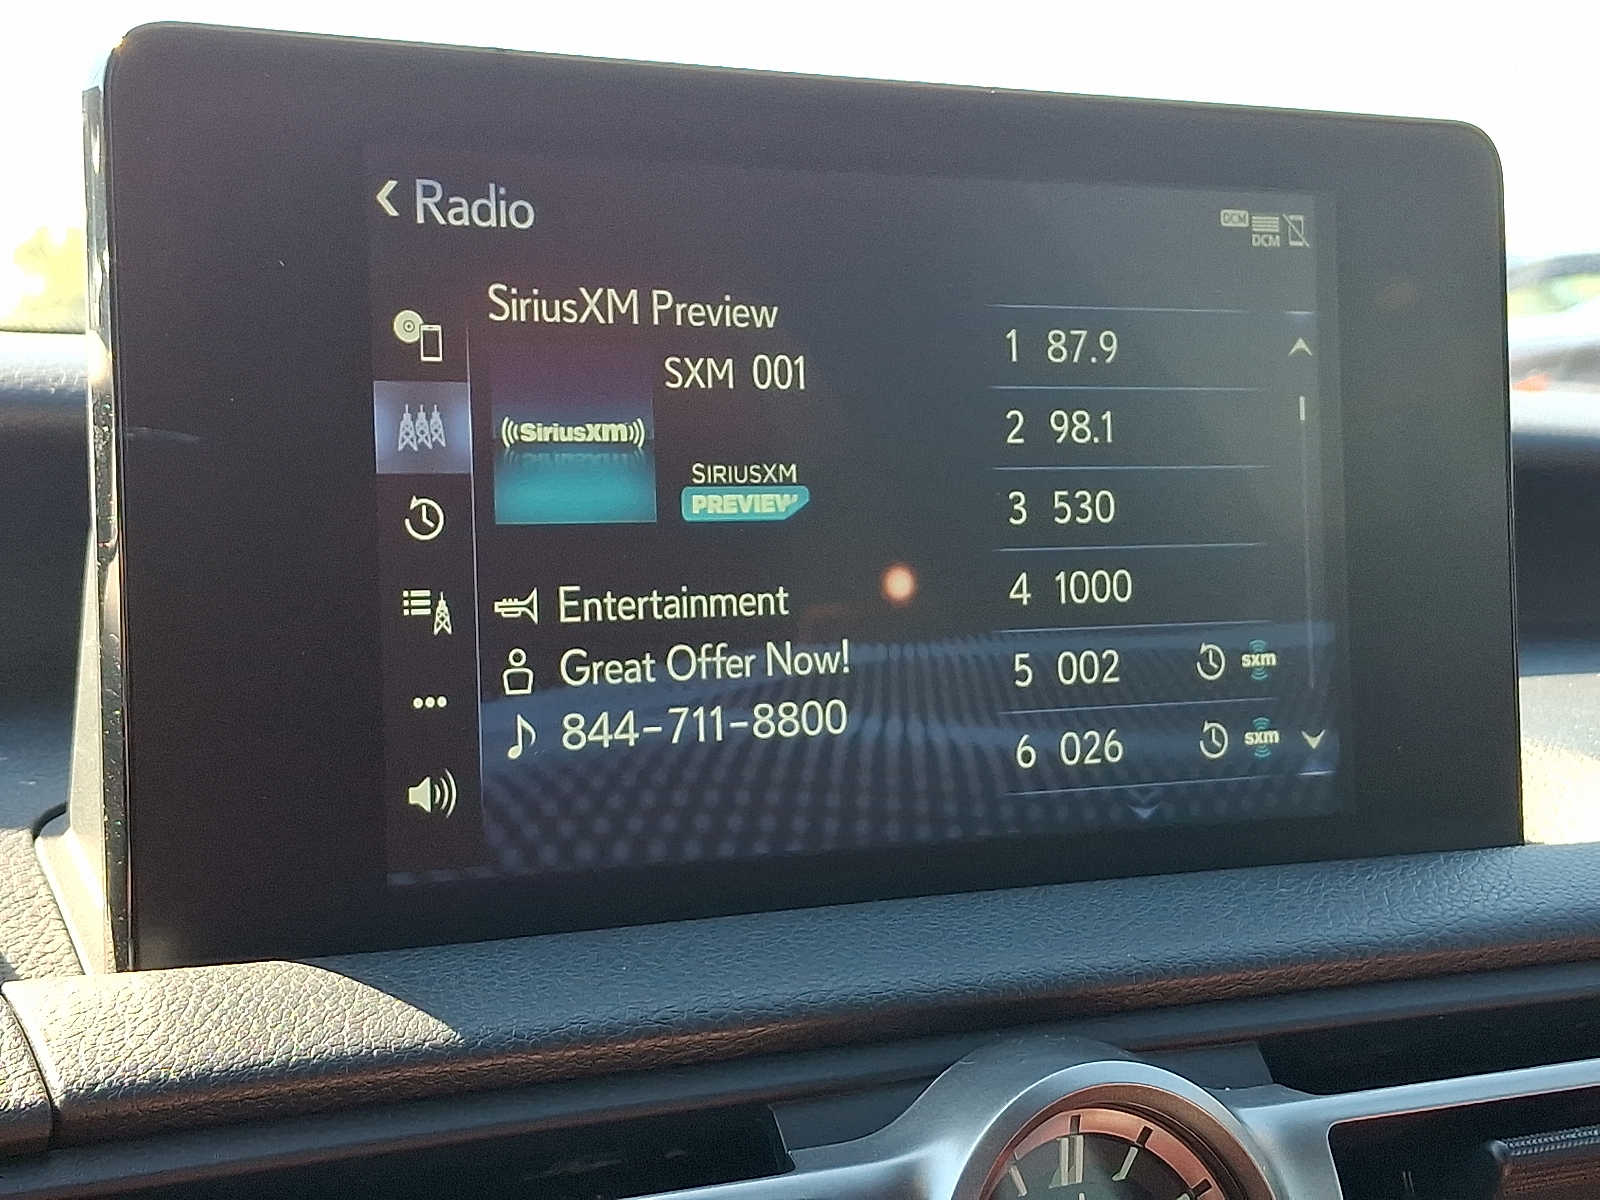 Radio
DCM
DCM
SiriusXM Preview
SXM 001
((SiriusXM))
SIRIUSXM
PREVIEW
Entertainment
Great Offer Now!
844-711-8800
1 87.9
2 98.1
3 530
4 1000
5 002 sxm
6 026 sxm